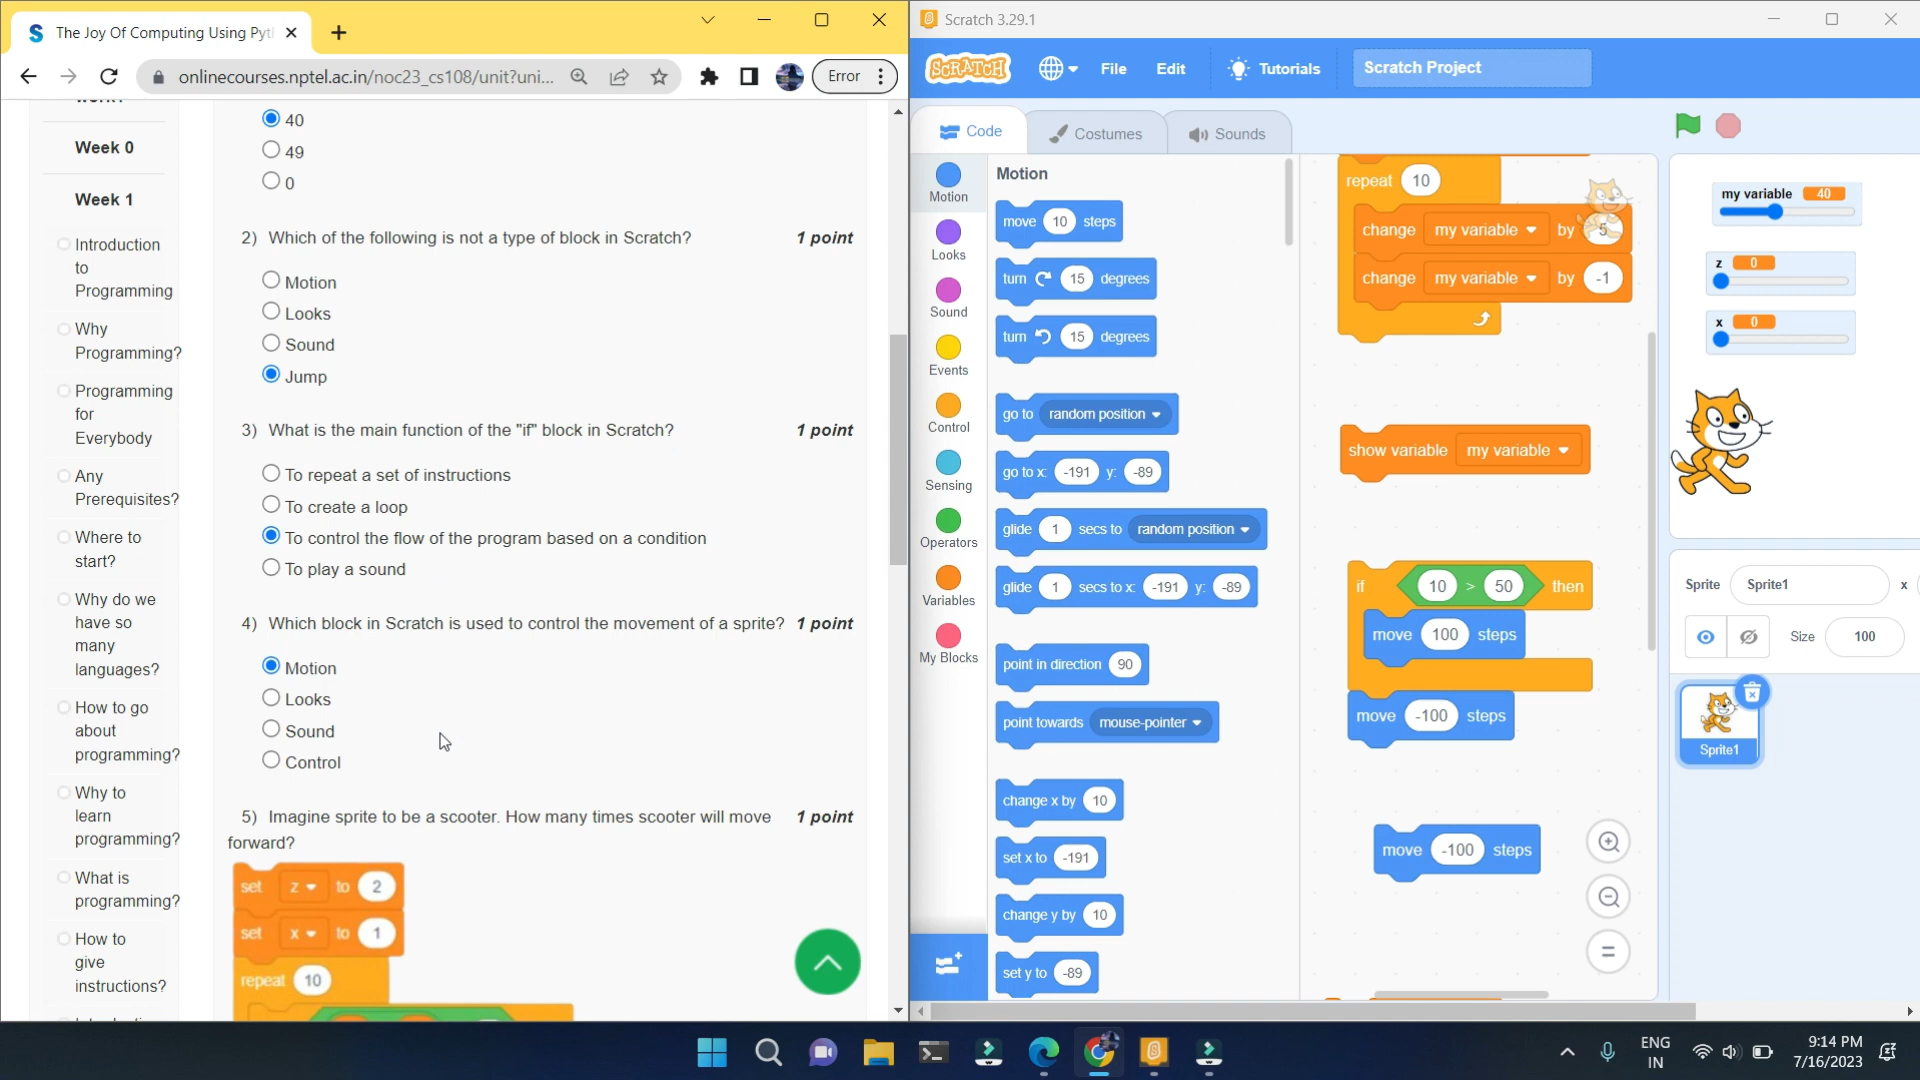 The Joy Of Computing Using Pyt
onlinecourses.nptel.ac.in/noc23_cs108/unit?uni...
Error
Week 0
Week 1
Introduction
to
Programming
Why
Programming?
Programming
for
Everybody
Any
Prerequisites?
Where to
start?
Why do we
have so
many
languages?
How to go
about
programming?
Why to
learn
programming?
What is
programming?
How to
give
instructions?
40
49
0
2) Which of the following is not a type of block in Scratch? 1 point
Motion
Looks
Sound
Jump
3) What is the main function of the "if" block in Scratch? 1 point
To repeat a set of instructions
To create a loop
To control the flow of the program based on a condition
To play a sound
4) Which block in Scratch is used to control the movement of a sprite? 1 point
Motion
Looks
Sound
Control
5) Imagine sprite to be a scooter. How many times scooter will move 1 point
forward?
set z to 2
set x to 1
repeat 10
Scratch 3.29.1
SCRATCH
File Edit Tutorials Scratch Project
Code Costumes Sounds
Motion
Looks
Sound
Events
Control
Sensing
Operators
Variables
My Blocks
Motion
move 10 steps
turn 15 degrees
turn 15 degrees
go to random position
go to x: -191 y: -89
glide 1 secs to random position
glide 1 secs to x: -191 y: -89
point in direction 90
point towards mouse-pointer
change x by 10
set x to -191
change y by 10
set y to -89
repeat 10
change my variable by 5
change my variable by -1
show variable my variable
if 10 > 50 then
move 100 steps
move -100 steps
move -100 steps
my variable 40
z 0
x 0
Sprite Sprite1 x
Size 100
Sprite1
ENG
IN
9:14 PM
7/16/2023